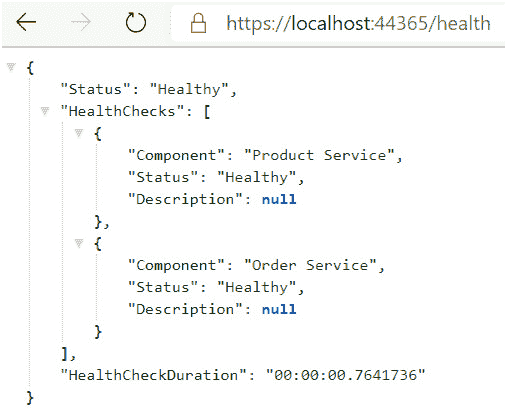 https://localhost:44365/health
{
"Status": "Healthy",
"HealthChecks": [
{
"Component": "Product Service",
"Status": "Healthy",
"Description": null
},
{
"Component": "Order Service",
"Status": "Healthy",
"Description": null
}
],
"HealthCheckDuration": "00:00:00.7641736"
}